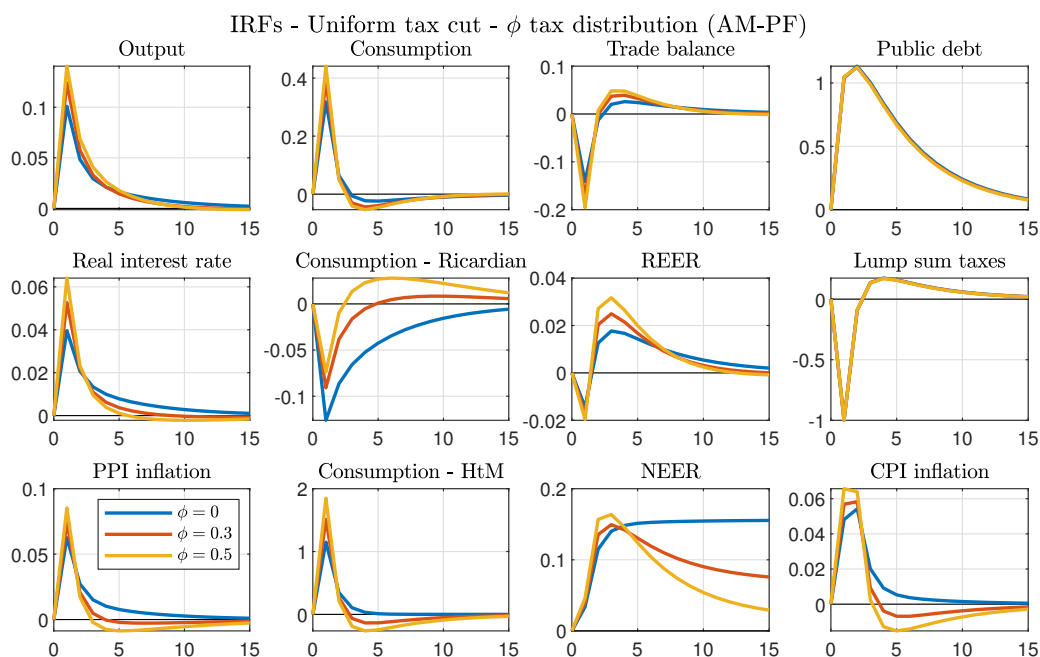 IRFs - Uniform tax cut - ϕ tax distribution (AM-PF)
Output
0.1
0.05
0
0 5 10 15
Consumption
0.4
0.2
0
0 5 10 15
Trade balance
0.1
0
-0.1
-0.2
0 5 10 15
Public debt
1
0.5
0
0 5 10 15
Real interest rate
0.06
0.04
0.02
0
0 5 10 15
Consumption - Ricardian
0
-0.05
-0.1
0 5 10 15
REER
0.04
0.02
0
-0.02
0 5 10 15
Lump sum taxes
0
-0.5
-1
0 5 10 15
PPI inflation
0.1
0.05
0
ϕ = 0
ϕ = 0.3
ϕ = 0.5
0 5 10 15
Consumption - HtM
2
1
0
0 5 10 15
NEER
0.2
0.1
0
0 5 10 15
CPI inflation
0.06
0.04
0.02
0
0 5 10 15